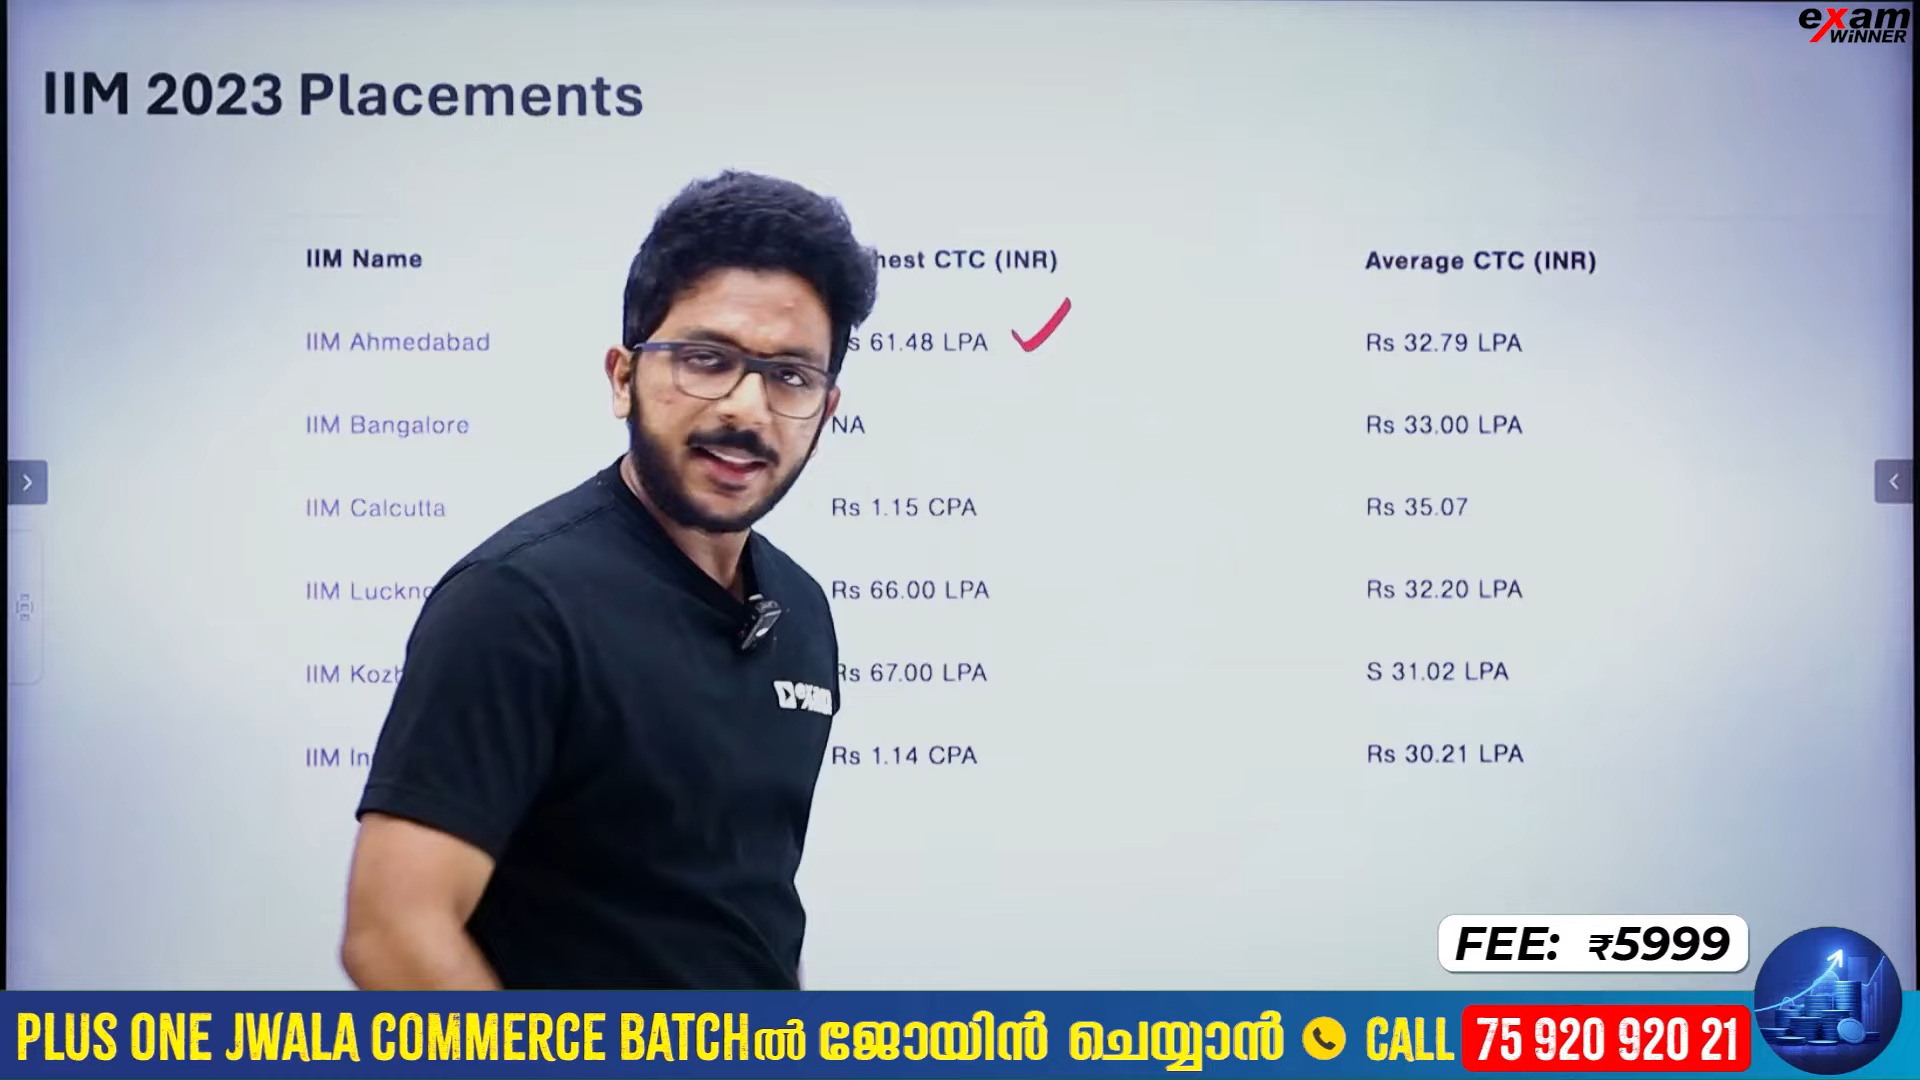 exam
WiNNER
IIM 2023 Placements
IIM Name hest CTC (INR) Average CTC (INR)
IIM Ahmedabad s 61.48 LPA Rs 32.79 LPA
IIM Bangalore NA Rs 33.00 LPA
IIM Calcutta Rs 1.15 CPA Rs 35.07
IIM Luckno Rs 66.00 LPA Rs 32.20 LPA
IIM Kozh Rs 67.00 LPA S 31.02 LPA
IIM In Rs 1.14 CPA Rs 30.21 LPA
exam
FEE: ₹5999
PLUS ONE JWALA COMMERCE BATCHൽ ജോയിൻ ചെയ്യാൻ CALL 75 920 920 21